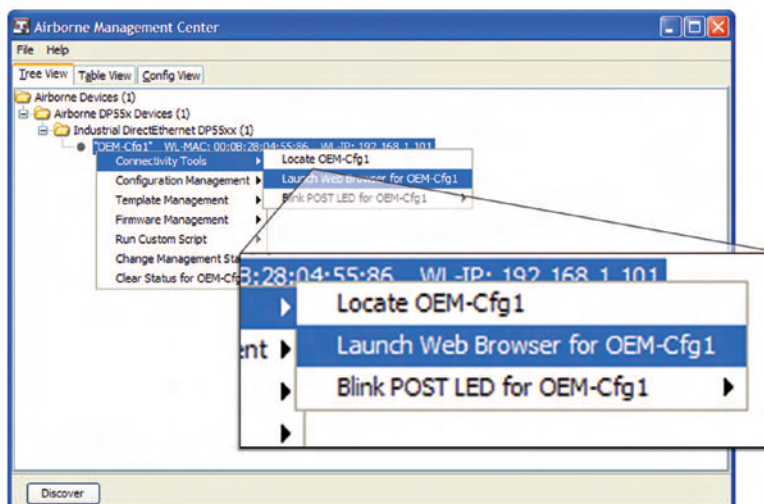 Airborne Management Center
File Help
Tree View Table View Config View
Airborne Devices (1)
Airborne DP55x Devices (1)
Industrial DirectEthernet DP55xx (1)
"OEM-Cfg1" WL-MAC: 00:0B:28:04:55:86 WL-IP: 192.168.1.101
Connectivity Tools
Locate OEM-Cfg1
Configuration Management
Launch Web Browser for OEM-Cfg1
Template Management
Blink POST LED for OEM-Cfg1
Firmware Management
Run Custom Script
Change Management Sta
Clear Status for OEM-Cfg
B:28:04:55:86 WL-IP: 192.168.1.101
Locate OEM-Cfg1
ent
Launch Web Browser for OEM-Cfg1
Blink POST LED for OEM-Cfg1
Discover